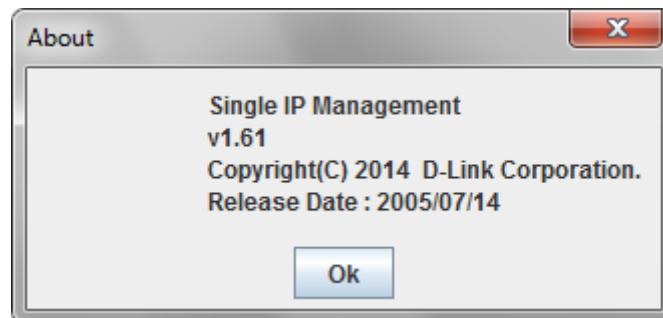 About
Single IP Management
v1.61
Copyright(C) 2014  D-Link Corporation.
Release Date : 2005/07/14
Ok